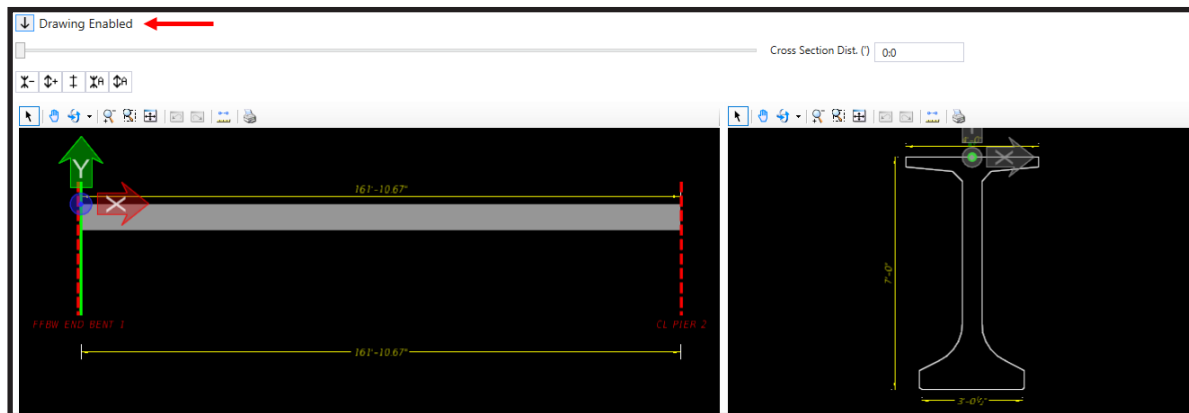 Drawing Enabled
Cross Section Dist. (') 0:0
Y
X
161'-10.67"
FFBW END BENT 1
CL PIER 2
161'-10.67"
X
7'-0"
3'-0½"